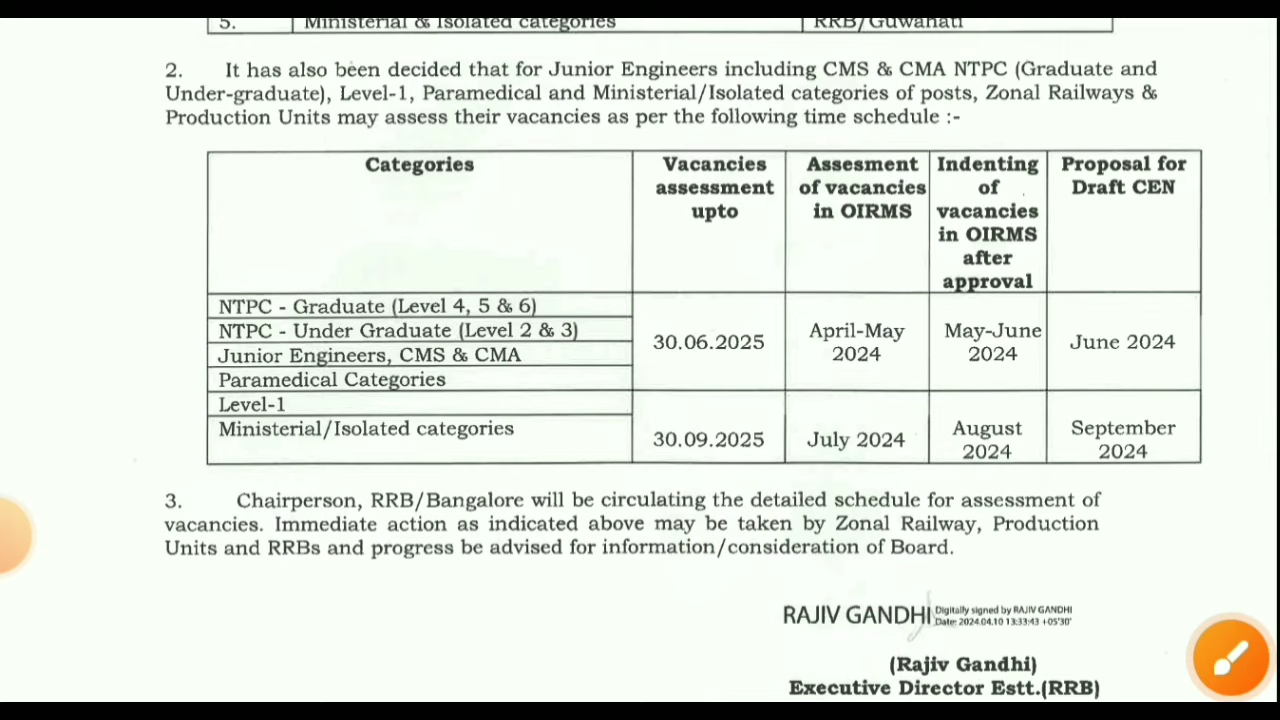 5. Ministerial & Isolated categories RRB/Guwahati
2. It has also been decided that for Junior Engineers including CMS & CMA NTPC (Graduate and
Under-graduate), Level-1, Paramedical and Ministerial/Isolated categories of posts, Zonal Railways &
Production Units may assess their vacancies as per the following time schedule :-
Categories
Vacancies
assessment
upto
Assesment
of vacancies
in OIRMS
Indenting
of
vacancies
in OIRMS
after
approval
Proposal for
Draft CEN
NTPC - Graduate (Level 4, 5 & 6)
NTPC - Under Graduate (Level 2 & 3)
Junior Engineers, CMS & CMA
Paramedical Categories
30.06.2025
April-May
2024
May-June
2024
June 2024
Level-1
Ministerial/Isolated categories
30.09.2025
July 2024
August
2024
September
2024
3. Chairperson, RRB/Bangalore will be circulating the detailed schedule for assessment of
vacancies. Immediate action as indicated above may be taken by Zonal Railway, Production
Units and RRBs and progress be advised for information/consideration of Board.
RAJIV GANDHI
Digitally signed by RAJIV GANDHI
Date: 2024.04.10 13:33:43 +05'30'
(Rajiv Gandhi)
Executive Director Estt.(RRB)